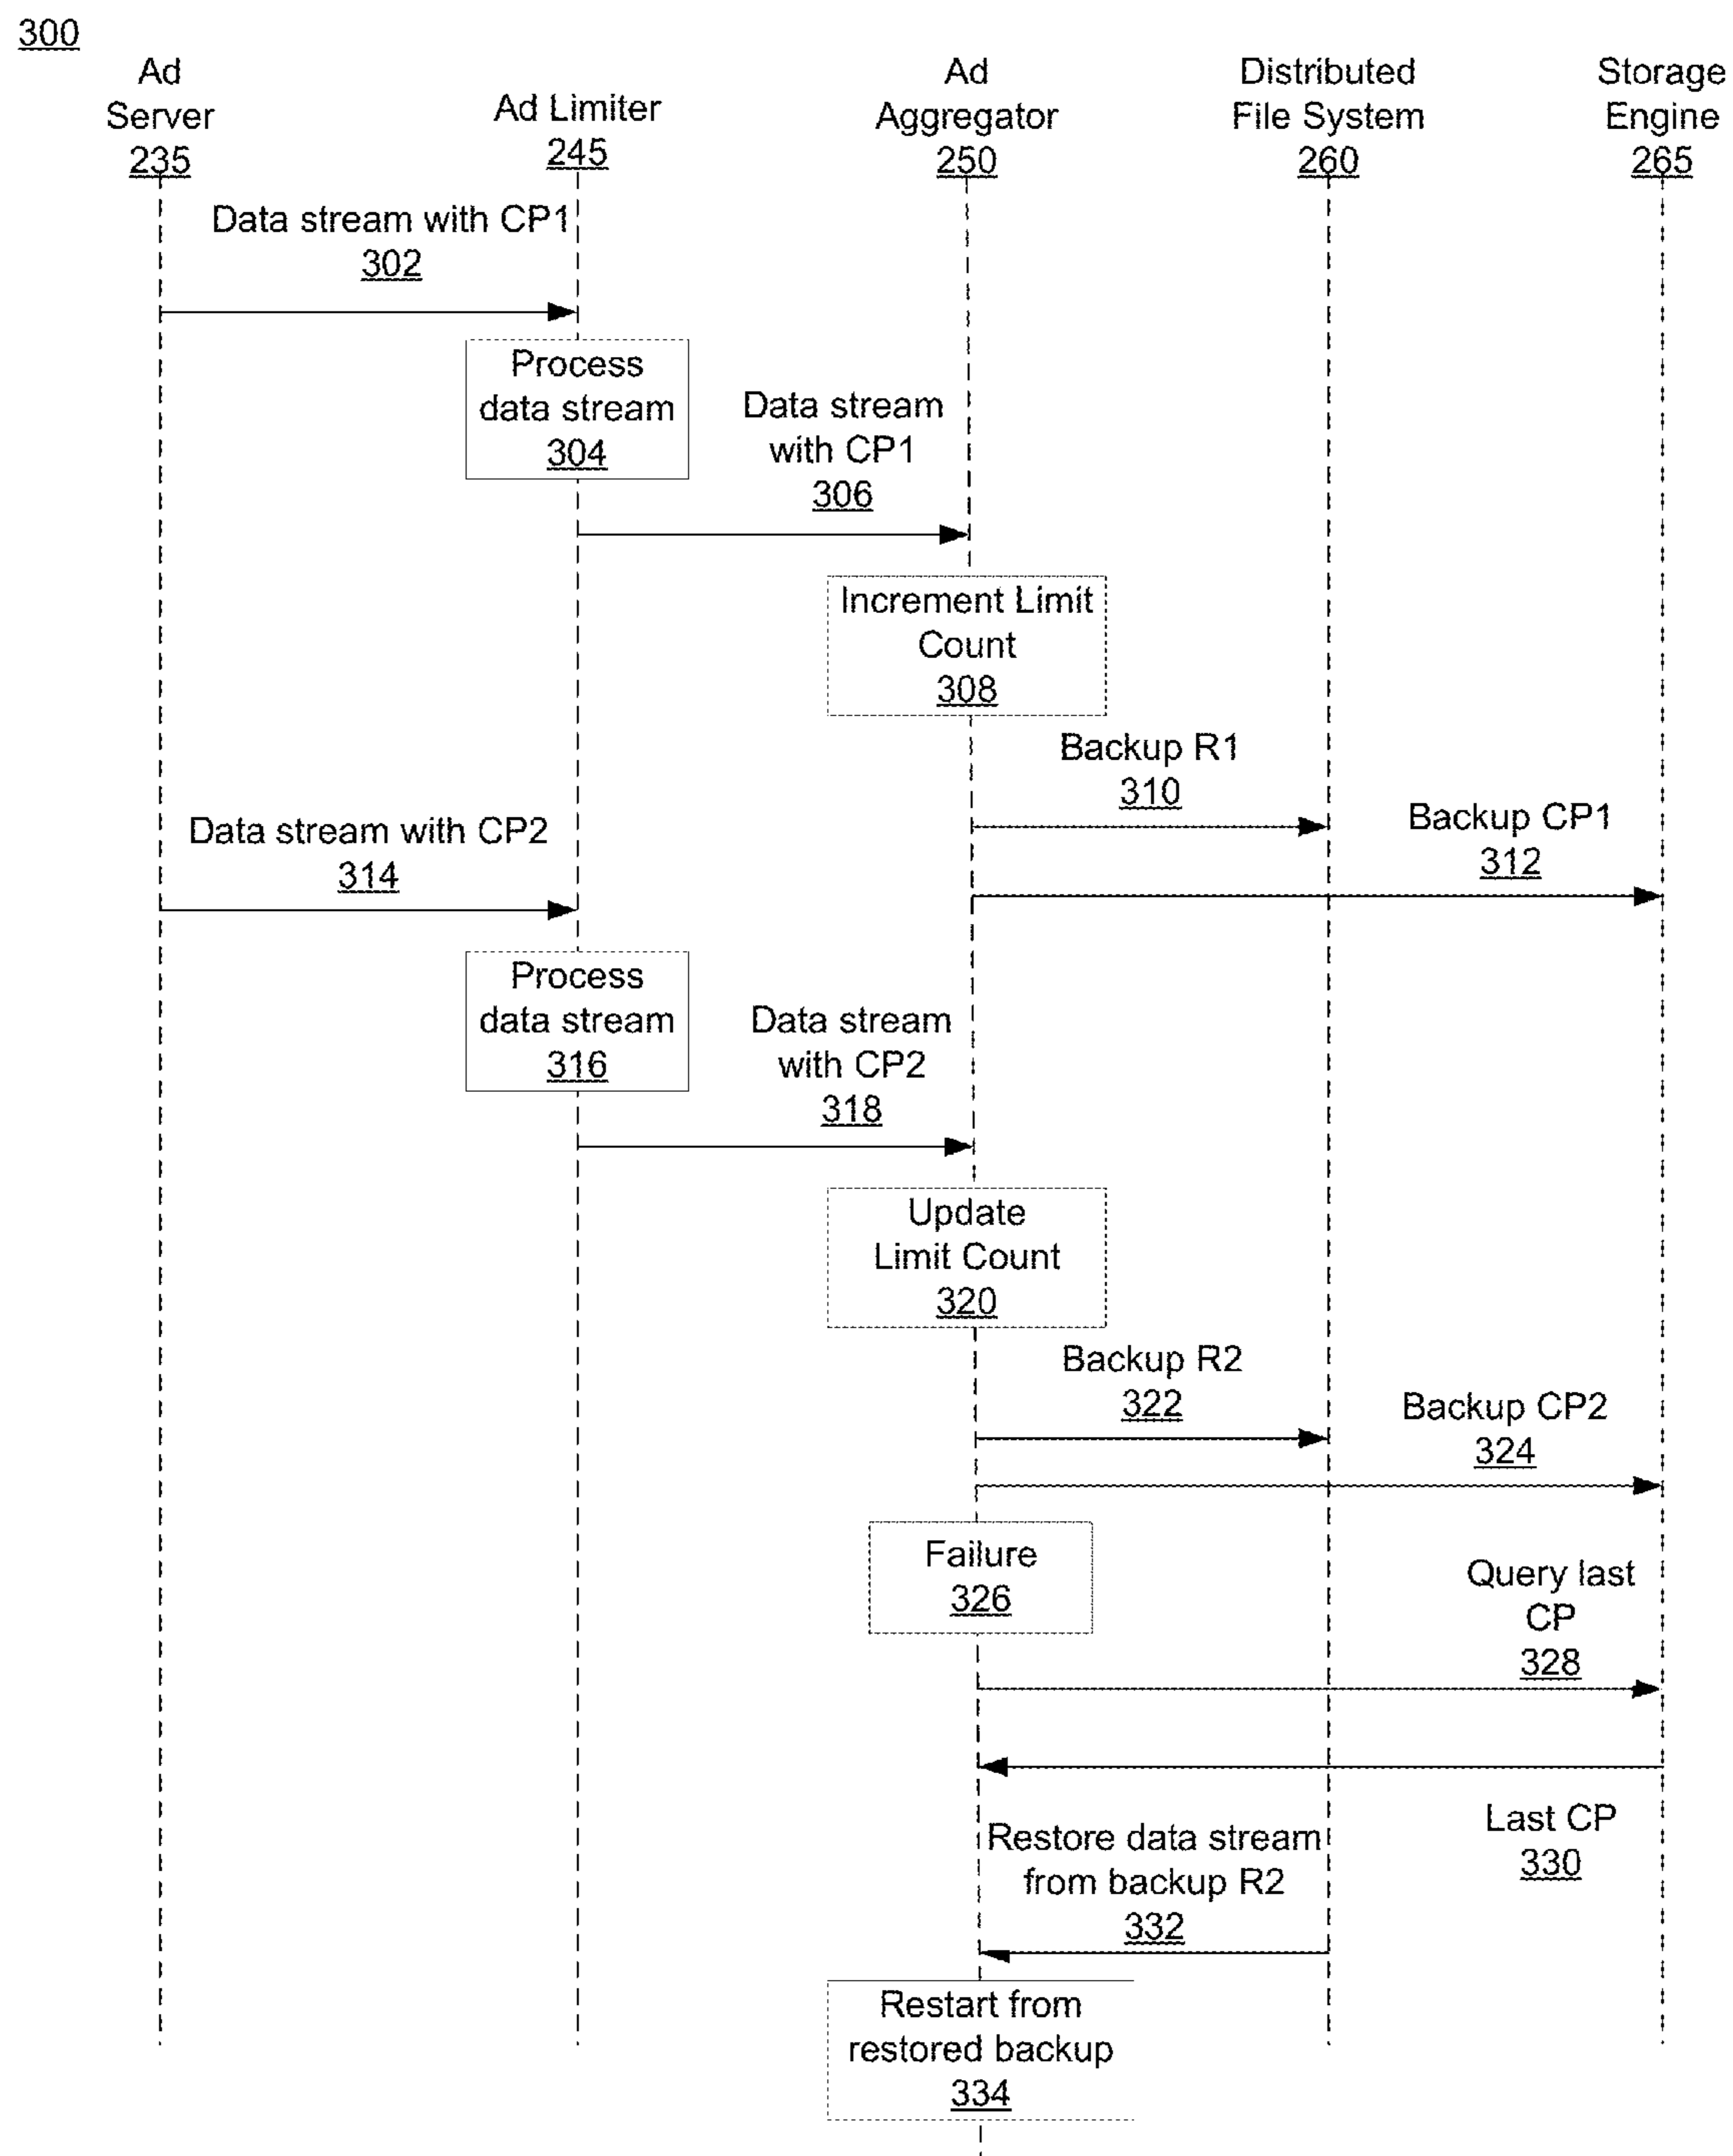 300
Ad
Server
235
Ad Limiter
245
Ad
Aggregator
250
Distributed
File System
260
Storage
Engine
265
Data stream with CP1
302
Process
data stream
304
Data stream
with CP1
306
Increment Limit
Count
308
Backup R1
310
Backup CP1
312
Data stream with CP2
314
Process
data stream
316
Data stream
with CP2
318
Update
Limit Count
320
Backup R2
322
Backup CP2
324
Failure
326
Query last
CP
328
Last CP
330
Restore data stream
from backup R2
332
Restart from
restored backup
334